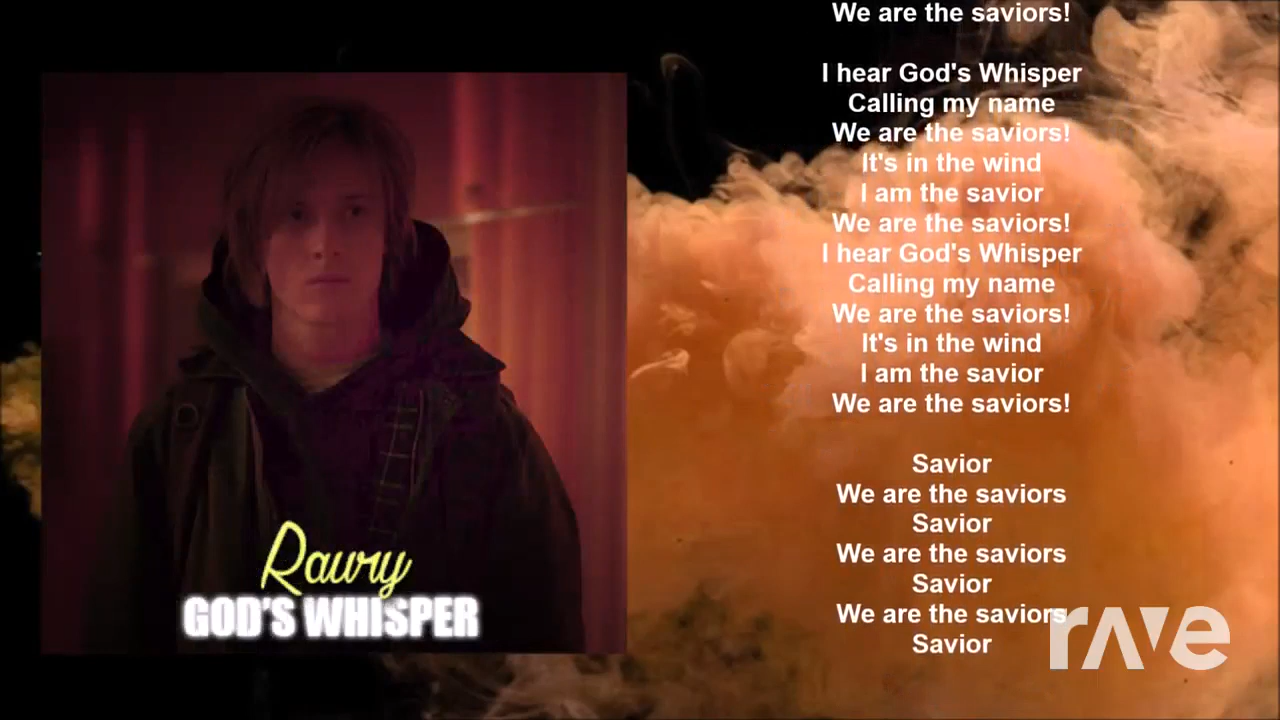 Raury
GOD'S WHISPER
We are the saviors!
I hear God's Whisper
Calling my name
We are the saviors!
It's in the wind
I am the savior
We are the saviors!
I hear God's Whisper
Calling my name
We are the saviors!
It's in the wind
I am the savior
We are the saviors!
Savior
We are the saviors
Savior
We are the saviors
Savior
We are the saviors
Savior
rave